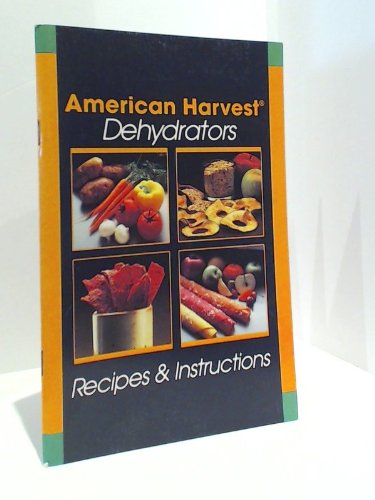 American Harvest®
Dehydrators
Recipes & Instructions